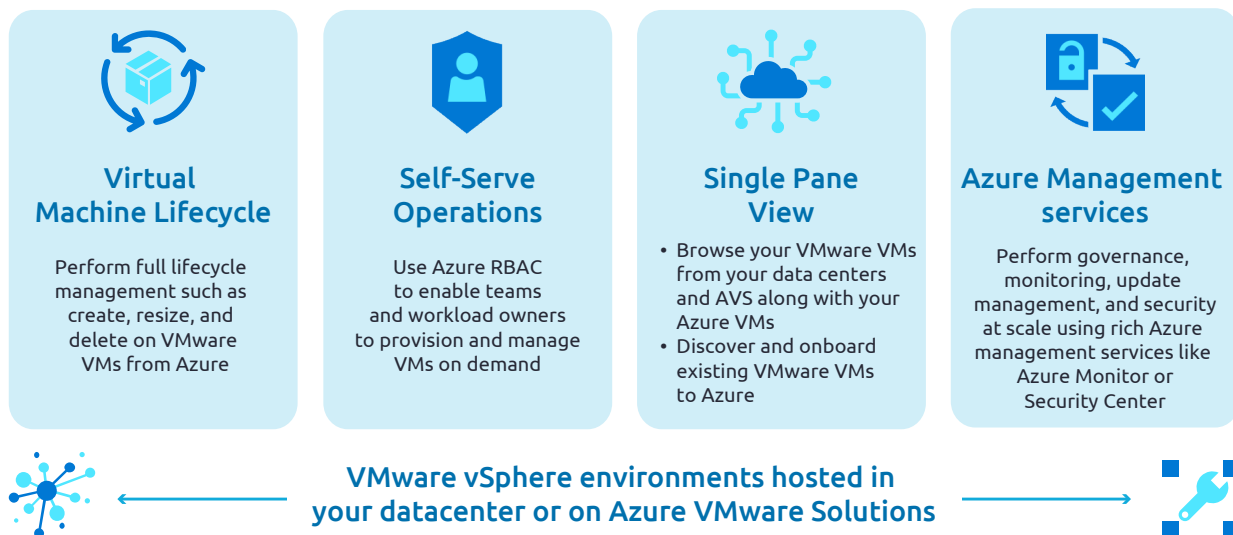 Virtual
Machine Lifecycle
Perform full lifecycle
management such as
create, resize, and
delete on VMware
VMs from Azure
Self-Serve
Operations
Use Azure RBAC
to enable teams
and workload owners
to provision and manage
VMs on demand
Single Pane
View
• Browse your VMware VMs
from your data centers
and AVS along with your
Azure VMs
• Discover and onboard
existing VMware VMs
to Azure
Azure Management
services
Perform governance,
monitoring, update
management, and security
at scale using rich Azure
management services like
Azure Monitor or
Security Center
VMware vSphere environments hosted in
your datacenter or on Azure VMware Solutions